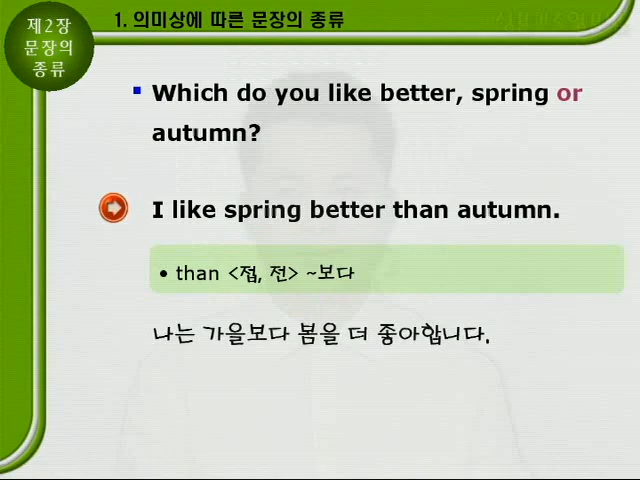 제2장
문장의
종류
1. 의미상에 따른 문장의 종류
Which do you like better, spring or
autumn?
I like spring better than autumn.
• than <접, 전> ~보다
나는 가을보다 봄을 더 좋아합니다.